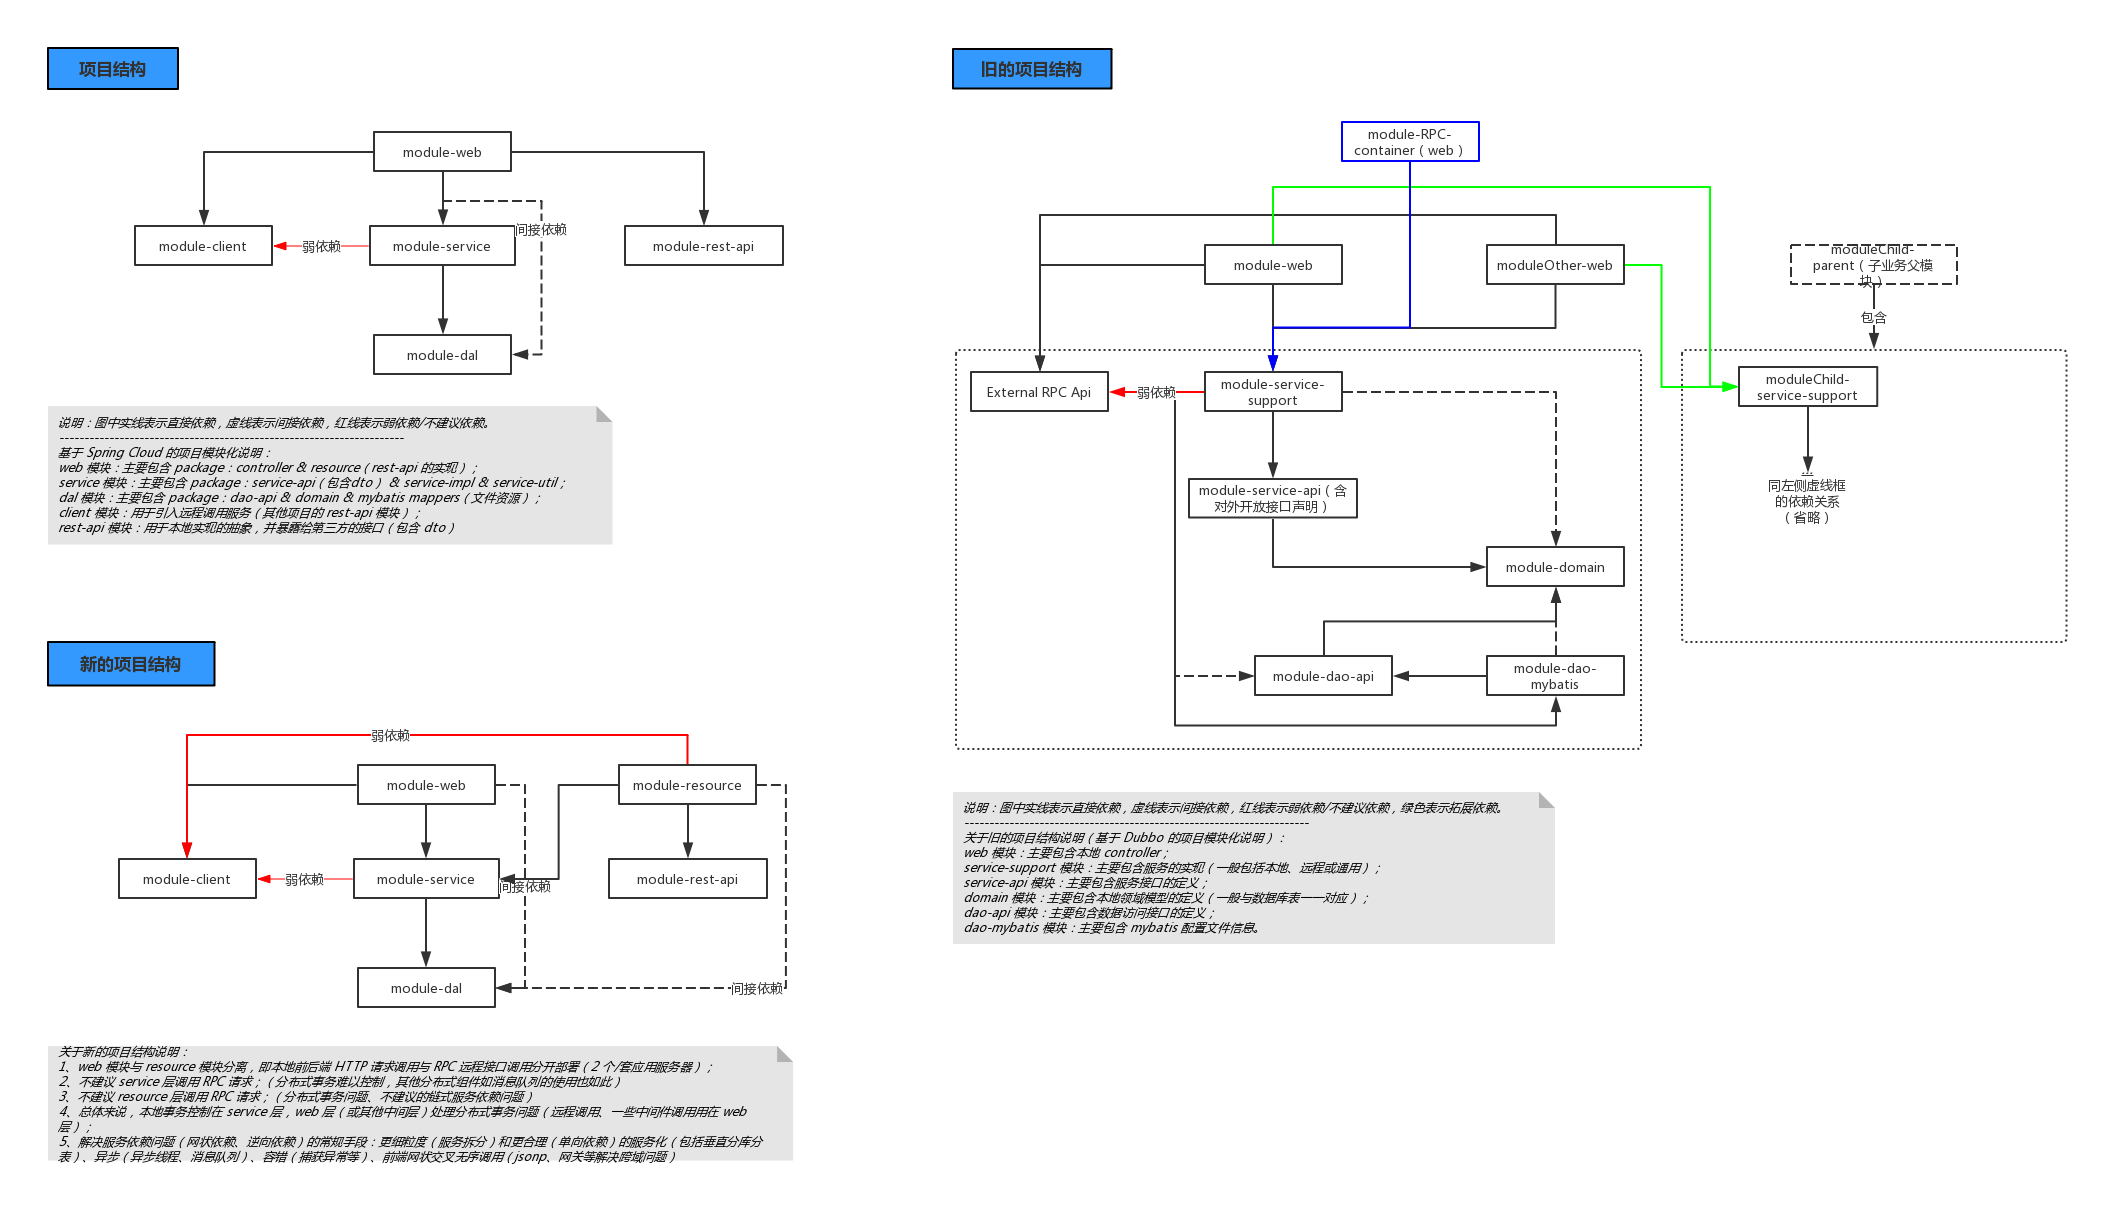 项目结构
module-web
module-client
弱依赖
module-service
间接依赖
module-rest-api
module-dal
说明：图中实线表示直接依赖，虚线表示间接依赖，红线表示弱依赖/不建议依赖。
---------------------------------------------------------------------
基于 Spring Cloud 的项目模块化说明：
web 模块：主要包含 package：controller & resource（rest-api 的实现）；
service 模块：主要包含 package：service-api（包含dto） & service-impl & service-util；
dal 模块：主要包含 package：dao-api & domain & mybatis mappers（文件资源）；
client 模块：用于引入远程调用服务（其他项目的 rest-api 模块）；
rest-api 模块：用于本地实现的抽象，并暴露给第三方的接口（包含 dto）
新的项目结构
弱依赖
module-web
module-resource
module-client
弱依赖
module-service
间接依赖
module-rest-api
module-dal
间接依赖
关于新的项目结构说明：
1、web 模块与 resource 模块分离，即本地前后端 HTTP 请求调用与 RPC 远程接口调用分开部署（2 个/套应用服务器）；
2、不建议 service 层调用 RPC 请求；（分布式事务难以控制，其他分布式组件如消息队列的使用也如此）
3、不建议 resource 层调用 RPC 请求；（分布式事务问题、不建议的链式服务依赖问题）
4、总体来说，本地事务控制在 service 层，web 层（或其他中间层）处理分布式事务问题（远程调用、一些中间件调用用在 web
层）；
5、解决服务依赖问题（网状依赖、逆向依赖）的常规手段：更细粒度（服务拆分）和更合理（单向依赖）的服务化（包括垂直分库分
表）、异步（异步线程、消息队列）、容错（捕获异常等）、前端网状交叉无序调用（jsonp、网关等解决跨域问题）
旧的项目结构
module-RPC-
container（web）
module-web
moduleOther-web
moduleChild-
parent（子业务父模
块）
包含
External RPC Api
弱依赖
module-service-
support
moduleChild-
service-support
module-service-api（含
对外开放接口声明）
...
同左侧虚线框
的依赖关系
（省略）
module-domain
module-dao-api
module-dao-
mybatis
说明：图中实线表示直接依赖，虚线表示间接依赖，红线表示弱依赖/不建议依赖，绿色表示拓展依赖。
---------------------------------------------------------------------
关于旧的项目结构说明（基于 Dubbo 的项目模块化说明）：
web 模块：主要包含本地 controller；
service-support 模块：主要包含服务的实现（一般包括本地、远程或通用）；
service-api 模块：主要包含服务接口的定义；
domain 模块：主要包含本地领域模型的定义（一般与数据库表一一对应）；
dao-api 模块：主要包含数据访问接口的定义；
dao-mybatis 模块：主要包含 mybatis 配置文件信息。